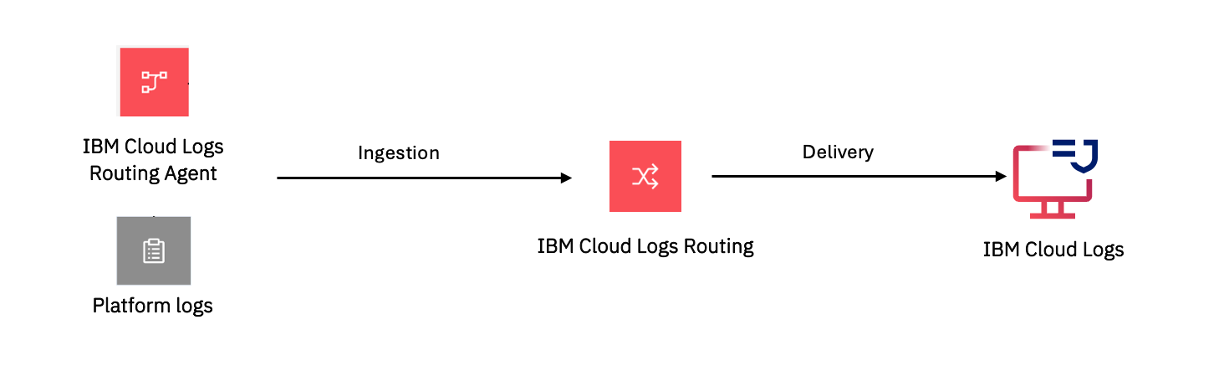 IBM Cloud Logs
Routing Agent
Platform logs
Ingestion
IBM Cloud Logs Routing
Delivery
IBM Cloud Logs